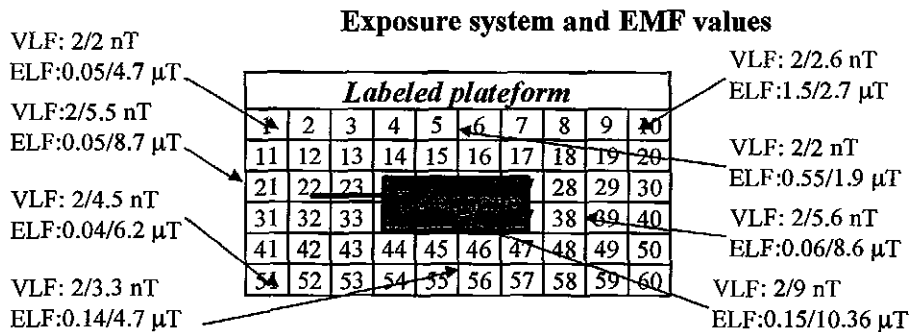 Exposure system and EMF values
VLF: 2/2 nT
ELF:0.05/4.7 µT
VLF:2/5.5 nT
ELF:0.05/8.7 µT
VLF: 2/4.5 nT
ELF:0.04/6.2 µT
VLF: 2/3.3 nT
ELF:0.14/4.7 µT
Labeled plateform
1 2 3 4 5 6 7 8 9 10
11 12 13 14 15 16 17 18 19 20
21 22 23 28 29 30
31 32 33 38 39 40
41 42 43 44 45 46 47 48 49 50
51 52 53 54 55 56 57 58 59 60
VLF: 2/2.6 nT
ELF:1.5/2.7 µT
VLF: 2/2 nT
ELF:0.55/1.9 µT
VLF: 2/5.6 nT
ELF:0.06/8.6 µT
VLF: 2/9 nT
ELF:0.15/10.36 µT